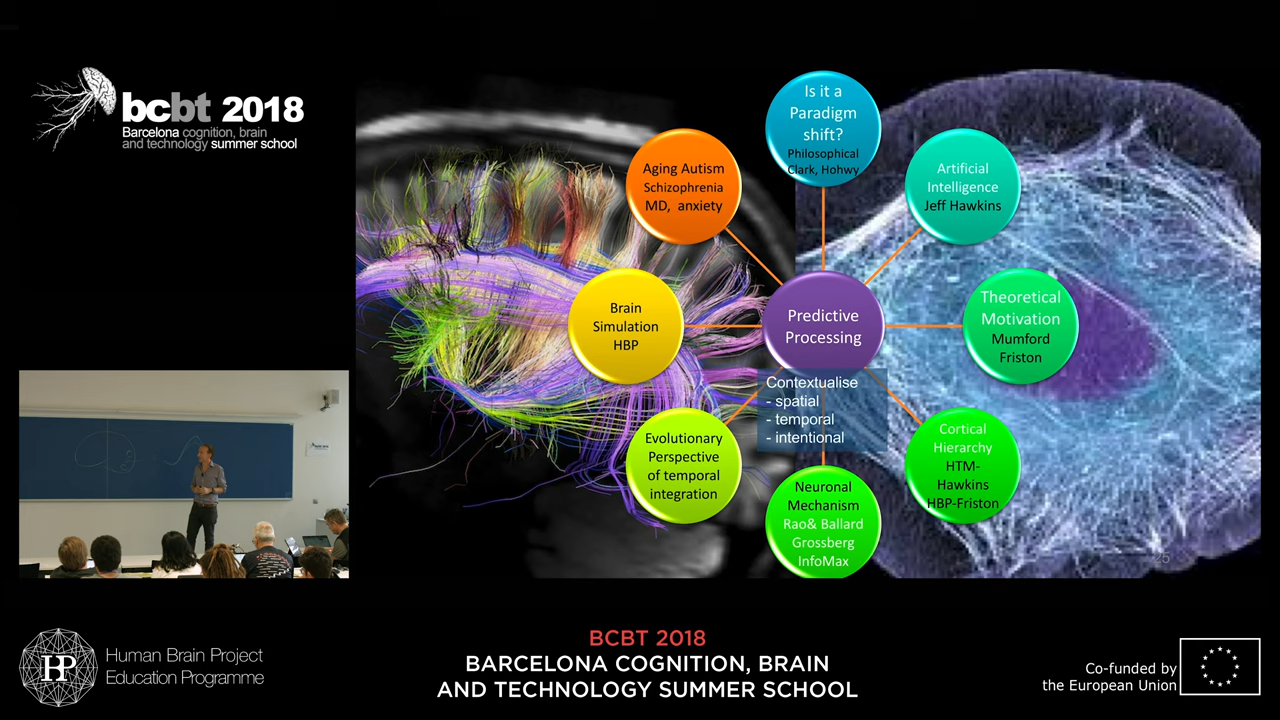 bcbt 2018
Barcelona cognition, brain
and technology summer school
Is it a
Paradigm
shift?
Philosophical
Clark, Hohwy
Aging Autism
Schizophrenia
MD, anxiety
Artificial
Intelligence
Jeff Hawkins
Brain
Simulation
HBP
Predictive
Processing
Theoretical
Motivation
Mumford
Friston
Contextualise
- spatial
- temporal
- intentional
Evolutionary
Perspective
of temporal
integration
Neuronal
Mechanism
Rao& Ballard
Grossberg
InfoMax
Cortical
Hierarchy
HTM-
Hawkins
HBP-Friston
25
HP
Human Brain Project
Education Programme
BCBT 2018
BARCELONA COGNITION, BRAIN
AND TECHNOLOGY SUMMER SCHOOL
Co-funded by
the European Union